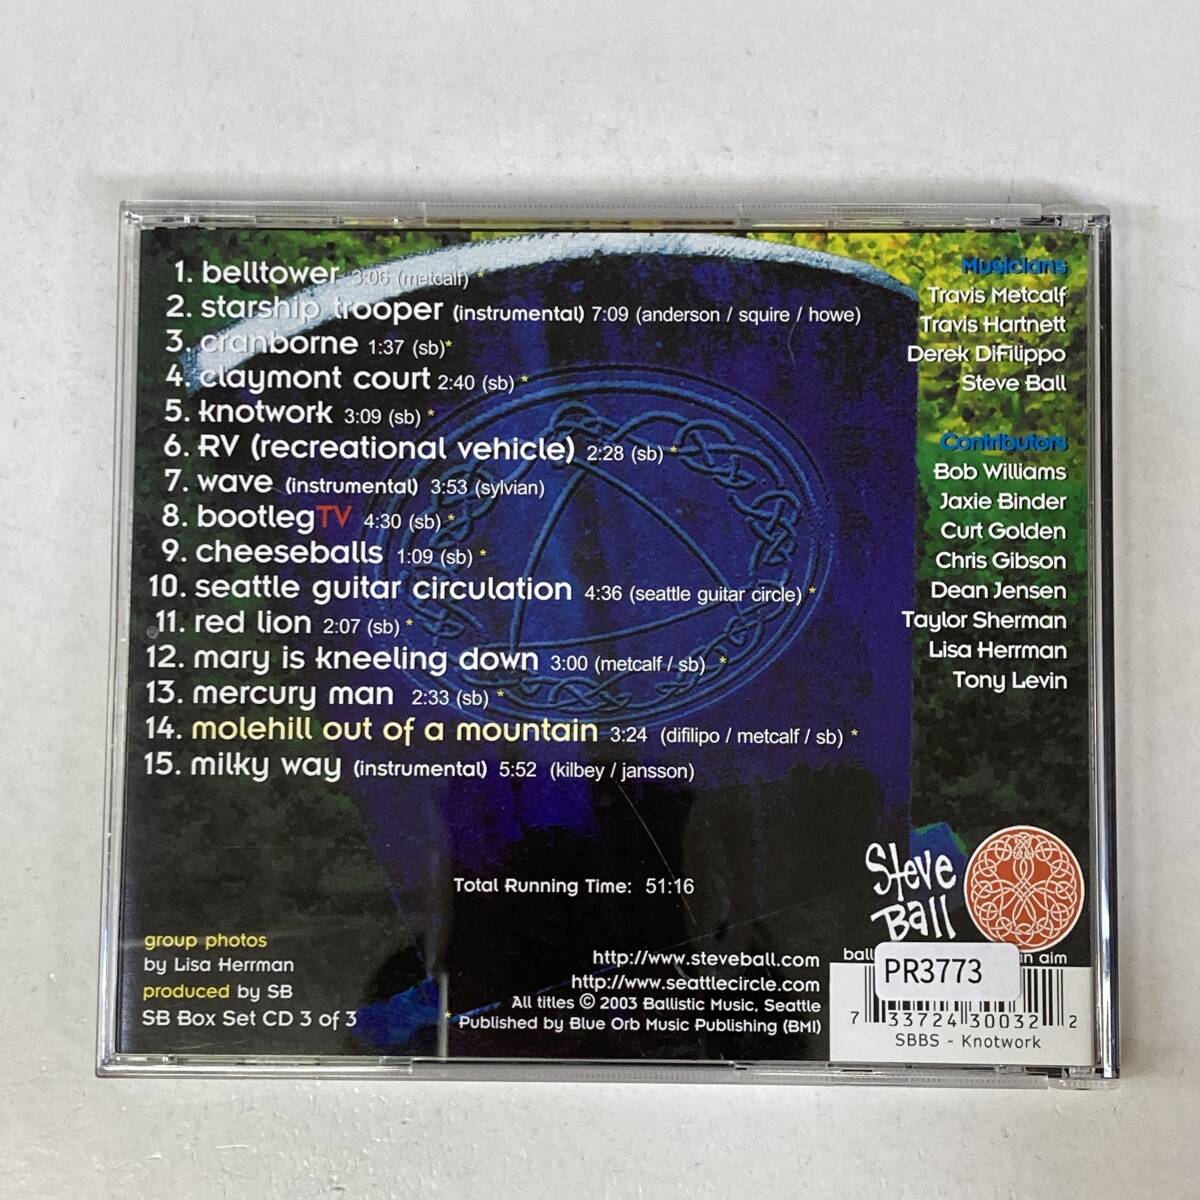 1. belltower 3:06 (metcalf) *
2. starship trooper (instrumental) 7:09 (anderson / squire / howe)
3. cranborne 1:37 (sb)*
4. claymont court 2:40 (sb) *
5. knotwork 3:09 (sb) *
6. RV (recreational vehicle) 2:28 (sb) *
7. wave (instrumental) 3:53 (sylvian)
8. bootlegTV 4:30 (sb) *
9. cheeseballs 1:09 (sb) *
10. seattle guitar circulation 4:36 (seattle guitar circle) *
11. red lion 2:07 (sb) *
12. mary is kneeling down 3:00 (metcalf / sb) *
13. mercury man 2:33 (sb) *
14. molehill out of a mountain 3:24 (difilipo / metcalf / sb) *
15. milky way (instrumental) 5:52 (kilbey / jansson)
Total Running Time: 51:16
Musicians
Travis Metcalf
Travis Hartnett
Derek DiFilippo
Steve Ball
Contributors
Bob Williams
Jaxie Binder
Curt Golden
Chris Gibson
Dean Jensen
Taylor Sherman
Lisa Herrman
Tony Levin
group photos
by Lisa Herrman
produced by SB
SB Box Set CD 3 of 3
http://www.steveball.com
http://www.seattlecircle.com
All titles © 2003 Ballistic Music, Seattle
* Published by Blue Orb Music Publishing (BMI)
Steve
Ball
aim
PR3773
7 33724 30032 2
SBBS - Knotwork